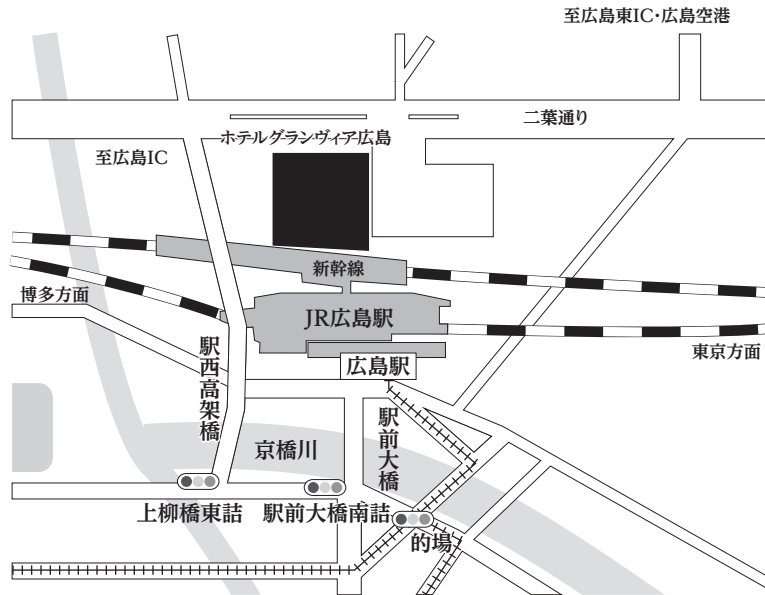 至広島東IC・広島空港
二葉通り
ホテルグランヴィア広島
至広島IC
新幹線
博多方面
JR広島駅
東京方面
広島駅
駅西高架橋
駅前大橋
京橋川
上柳橋東詰
駅前大橋南詰
的場